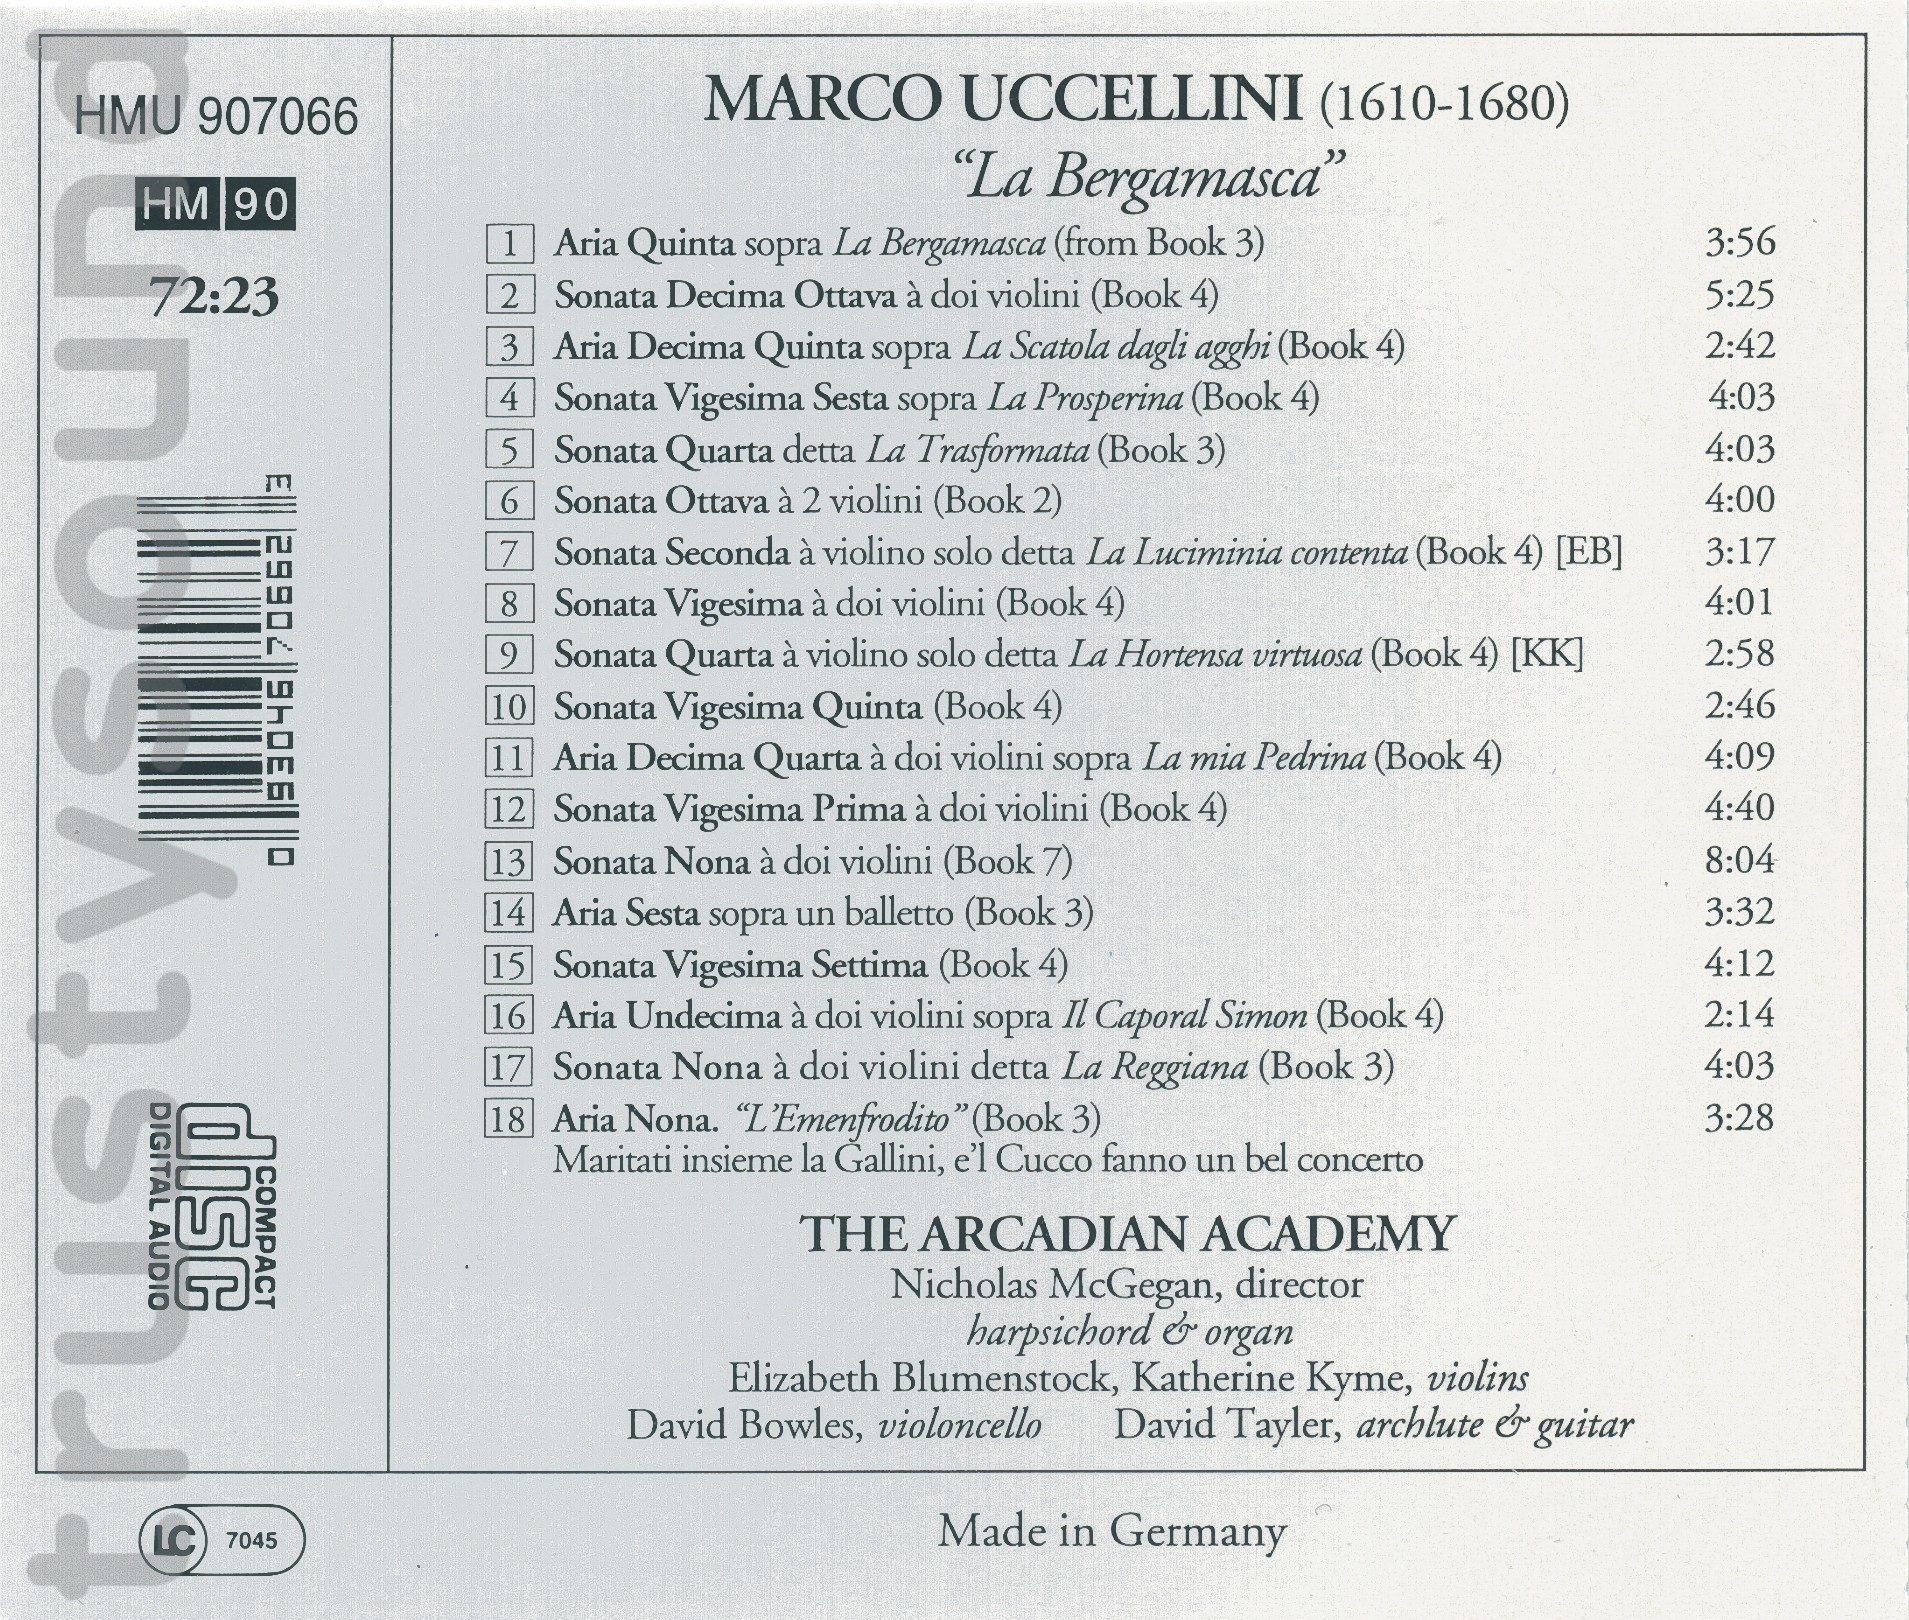 HMU 907066
HM 90
72:23
0 93046 70662 3
COMPACT
disc
DIGITAL AUDIO
LC 7045
trustysound
MARCO UCCELLINI (1610-1680)
“La Bergamasca”
1 Aria Quinta sopra La Bergamasca (from Book 3) 3:56
2 Sonata Decima Ottava à doi violini (Book 4) 5:25
3 Aria Decima Quinta sopra La Scatola dagli agghi (Book 4) 2:42
4 Sonata Vigesima Sesta sopra La Prosperina (Book 4) 4:03
5 Sonata Quarta detta La Trasformata (Book 3) 4:03
6 Sonata Ottava à 2 violini (Book 2) 4:00
7 Sonata Seconda à violino solo detta La Luciminia contenta (Book 4) [EB] 3:17
8 Sonata Vigesima à doi violini (Book 4) 4:01
9 Sonata Quarta à violino solo detta La Hortensa virtuosa (Book 4) [KK] 2:58
10 Sonata Vigesima Quinta (Book 4) 2:46
11 Aria Decima Quarta à doi violini sopra La mia Pedrina (Book 4) 4:09
12 Sonata Vigesima Prima à doi violini (Book 4) 4:40
13 Sonata Nona à doi violini (Book 7) 8:04
14 Aria Sesta sopra un balletto (Book 3) 3:32
15 Sonata Vigesima Settima (Book 4) 4:12
16 Aria Undecima à doi violini sopra Il Caporal Simon (Book 4) 2:14
17 Sonata Nona à doi violini detta La Reggiana (Book 3) 4:03
18 Aria Nona. “L’Emenfrodito” (Book 3) 3:28
Maritati insieme la Gallini, e’l Cucco fanno un bel concerto
THE ARCADIAN ACADEMY
Nicholas McGegan, director
harpsichord & organ
Elizabeth Blumenstock, Katherine Kyme, violins
David Bowles, violoncello David Tayler, archlute & guitar
Made in Germany